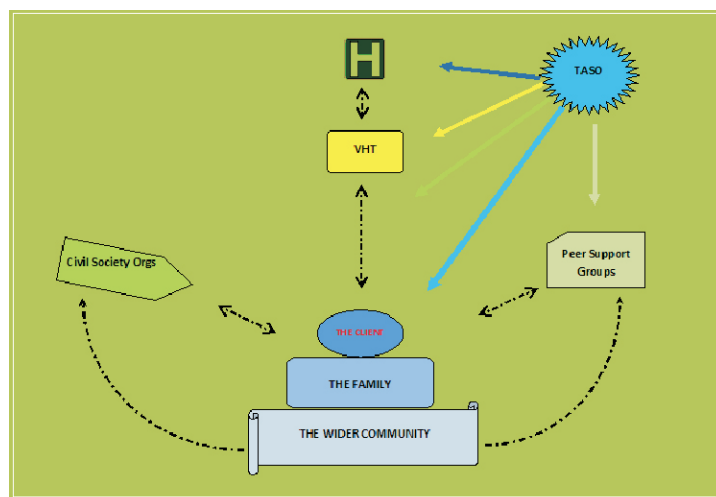 H
TASO
VHT
Civil Society Orgs
Peer Support
Groups
THE CLIENT
THE FAMILY
THE WIDER COMMUNITY